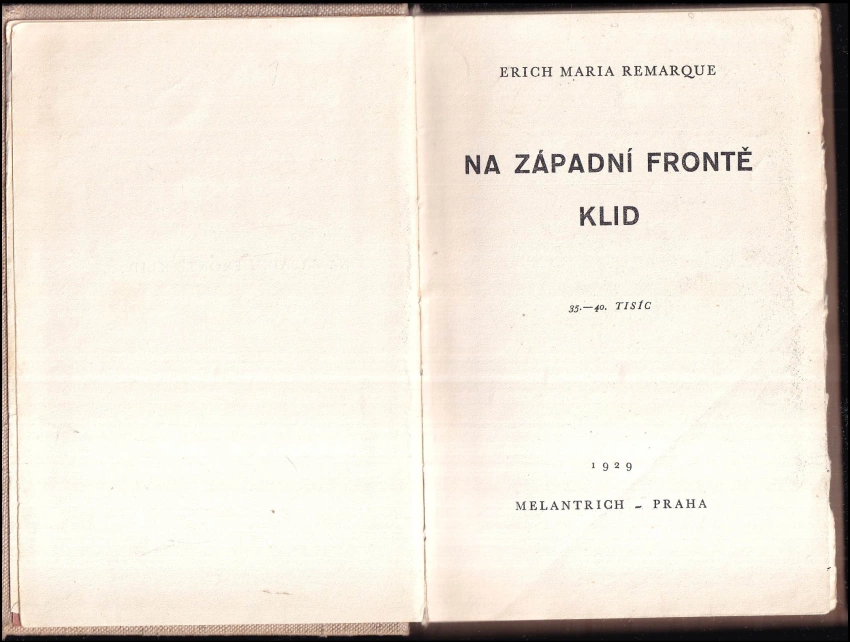 ERICH MARIA REMARQUE
NA ZÁPADNÍ FRONTĚ
KLID
35.—40. TISÍC
1929
MELANTRICH – PRAHA